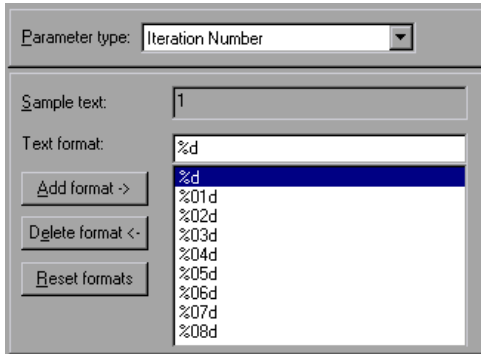 Parameter type: Iteration Number
Sample text: 1
Text format: %d
Add format ->
Delete format <-
Reset formats
%d
%01d
%02d
%03d
%04d
%05d
%06d
%07d
%08d